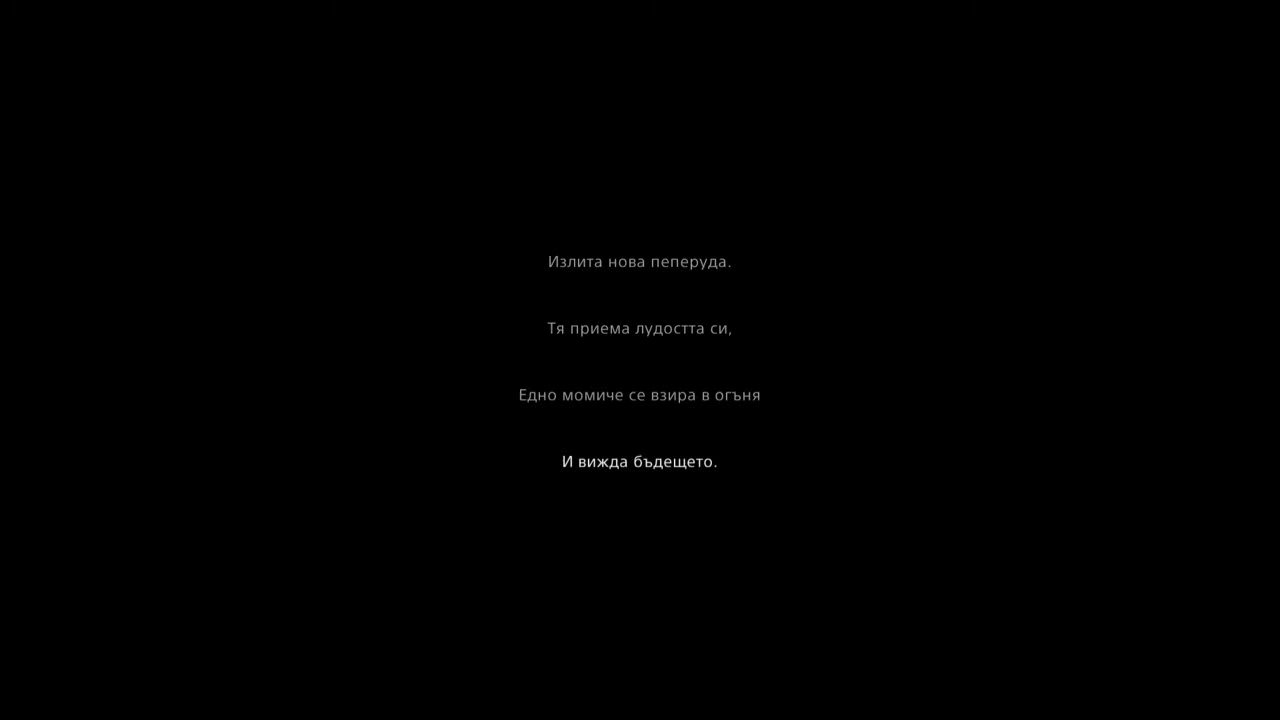 Излита нова пеперуда.
Тя приема лудостта си,
Едно момиче се взира в огъня
И вижда бъдещето.